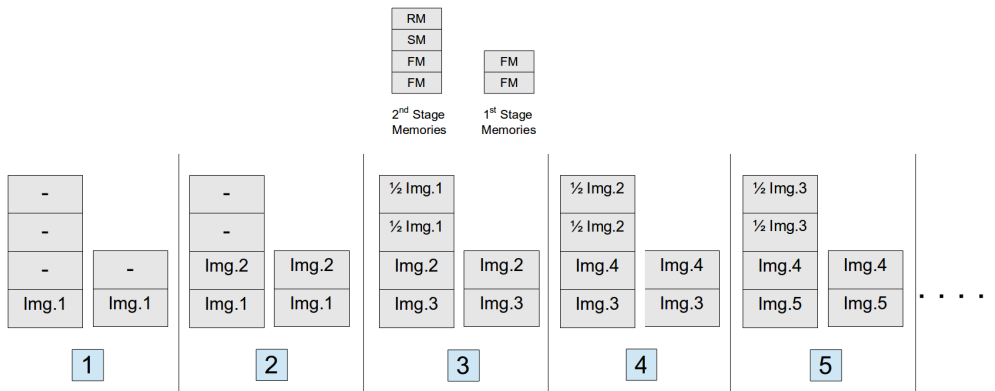 RM
SM
FM FM
FM FM
2nd Stage Memories
1st Stage Memories
- - ½ Img.1 ½ Img.2 ½ Img.3
- - ½ Img.1 ½ Img.2 ½ Img.3
- - Img.2 Img.2 Img.2 Img.2 Img.4 Img.4 Img.4 Img.4
Img.1 Img.1 Img.1 Img.1 Img.3 Img.3 Img.3 Img.3 Img.5 Img.5 . . . .
1 2 3 4 5